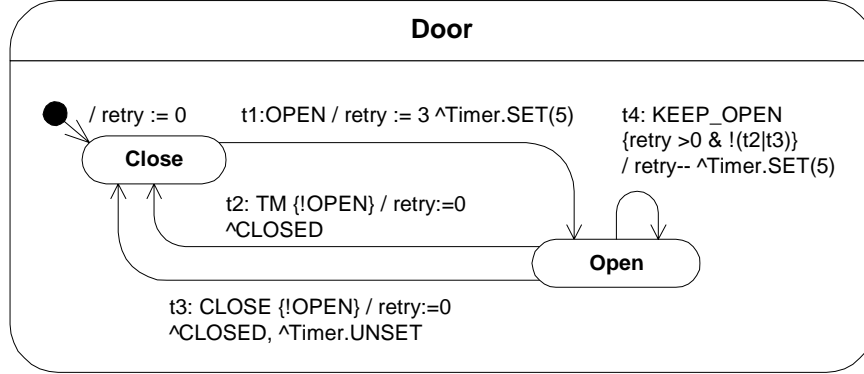 Door
/ retry := 0
t1:OPEN / retry := 3 ^Timer.SET(5)
t4: KEEP_OPEN
{retry >0 & !(t2|t3)}
/ retry-- ^Timer.SET(5)
Close
t2: TM {!OPEN} / retry:=0
^CLOSED
Open
t3: CLOSE {!OPEN} / retry:=0
^CLOSED, ^Timer.UNSET